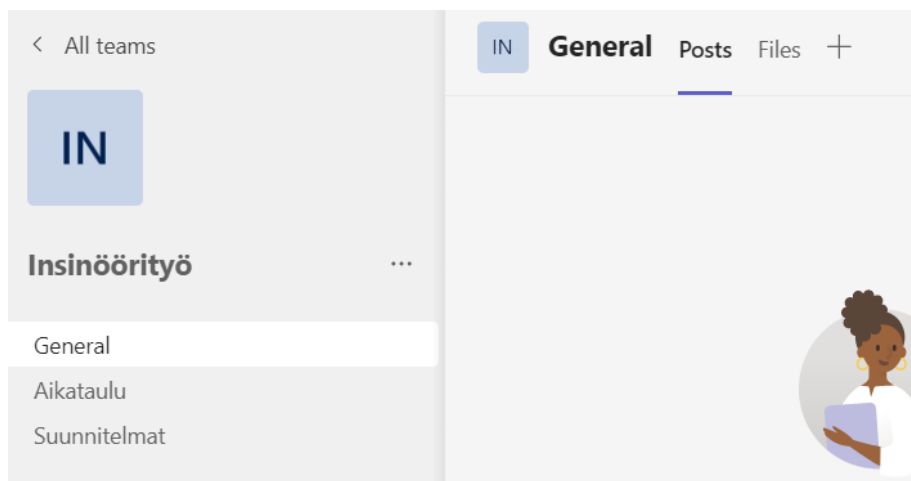 < All teams
IN
Insinöörityö
...
General
Aikataulu
Suunnitelmat
IN General Posts Files +